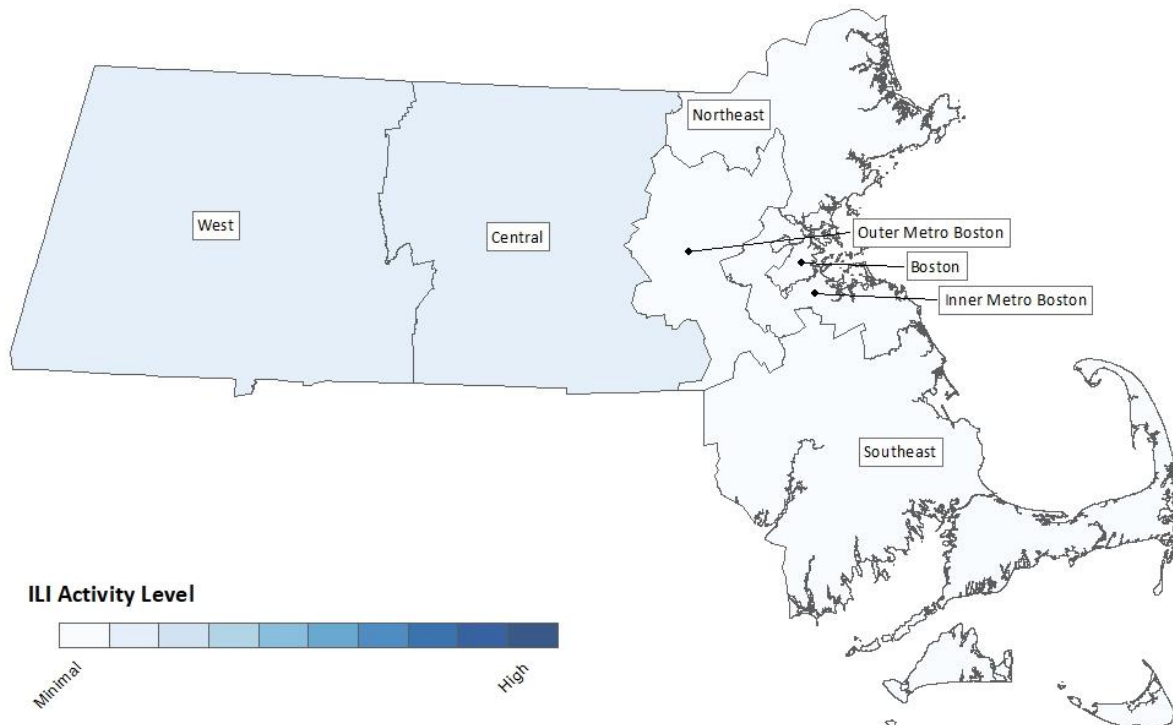 Northeast
West
Central
Outer Metro Boston
Boston
Inner Metro Boston
Southeast
ILI Activity Level
Minimal
High